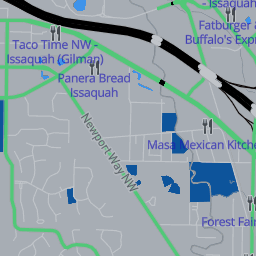 - Issaquah
Fatburger &
Buffalo's Expr
Taco Time NW -
Issaquah (Gilman)
Panera Bread
Issaquah
Masa Mexican Kitche
Newport Way NW
Forest Fair